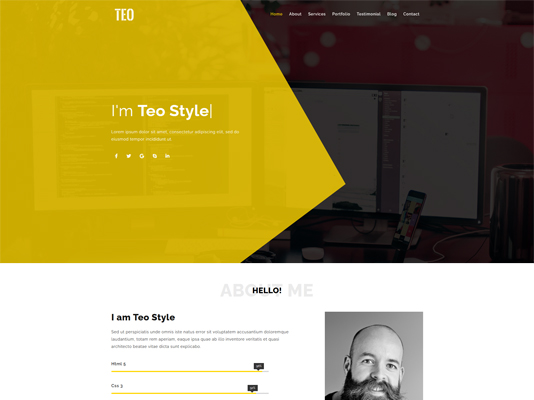 TEO
Home About Services Portfolio Testimonial Blog Contact
I'm Teo Style|
Lorem ipsum dolor sit amet, consectetur adipiscing elit, sed do
eiusmod tempor incididunt ut.
ABOUT ME
HELLO!
I am Teo Style
Sed ut perspiciatis unde omnis iste natus error sit voluptatem accusantium doloremque
laudantium, totam rem aperiam, eaque ipsa quae ab illo inventore veritatis et quasi
architecto beatae vitae dicta sunt explicabo.
Html 5
Css 3